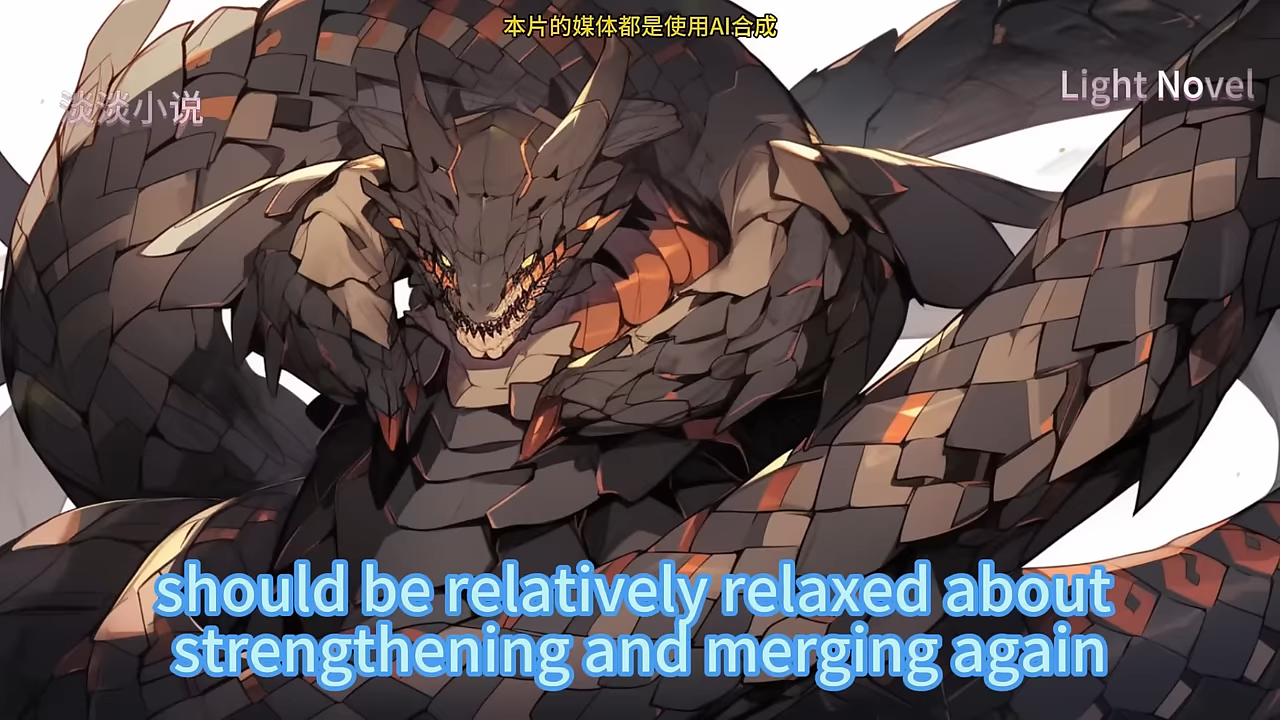 本片的媒体都是使用AI合成
Light Novel
淡淡小说
should be relatively relaxed about
strengthening and merging again